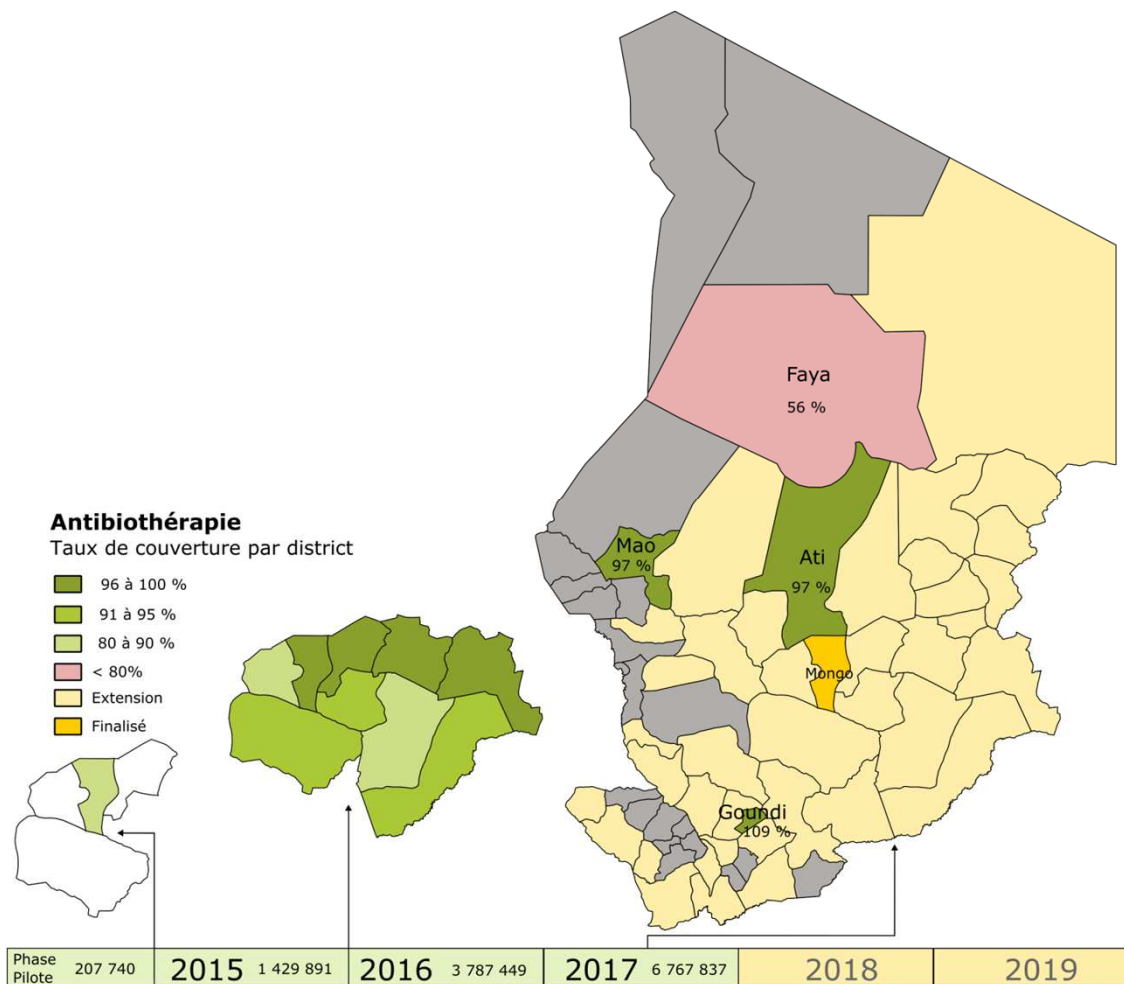 Faya
56 %
Antibiothérapie
Taux de couverture par district
96 à 100 %
91 à 95 %
80 à 90 %
< 80%
Extension
Finalisé
Mao
97 %
Ati
97 %
Mongo
Goundi
109 %
Phase
Pilote
207 740
2015
1 429 891
2016
3 787 449
2017
6 767 837
2018
2019